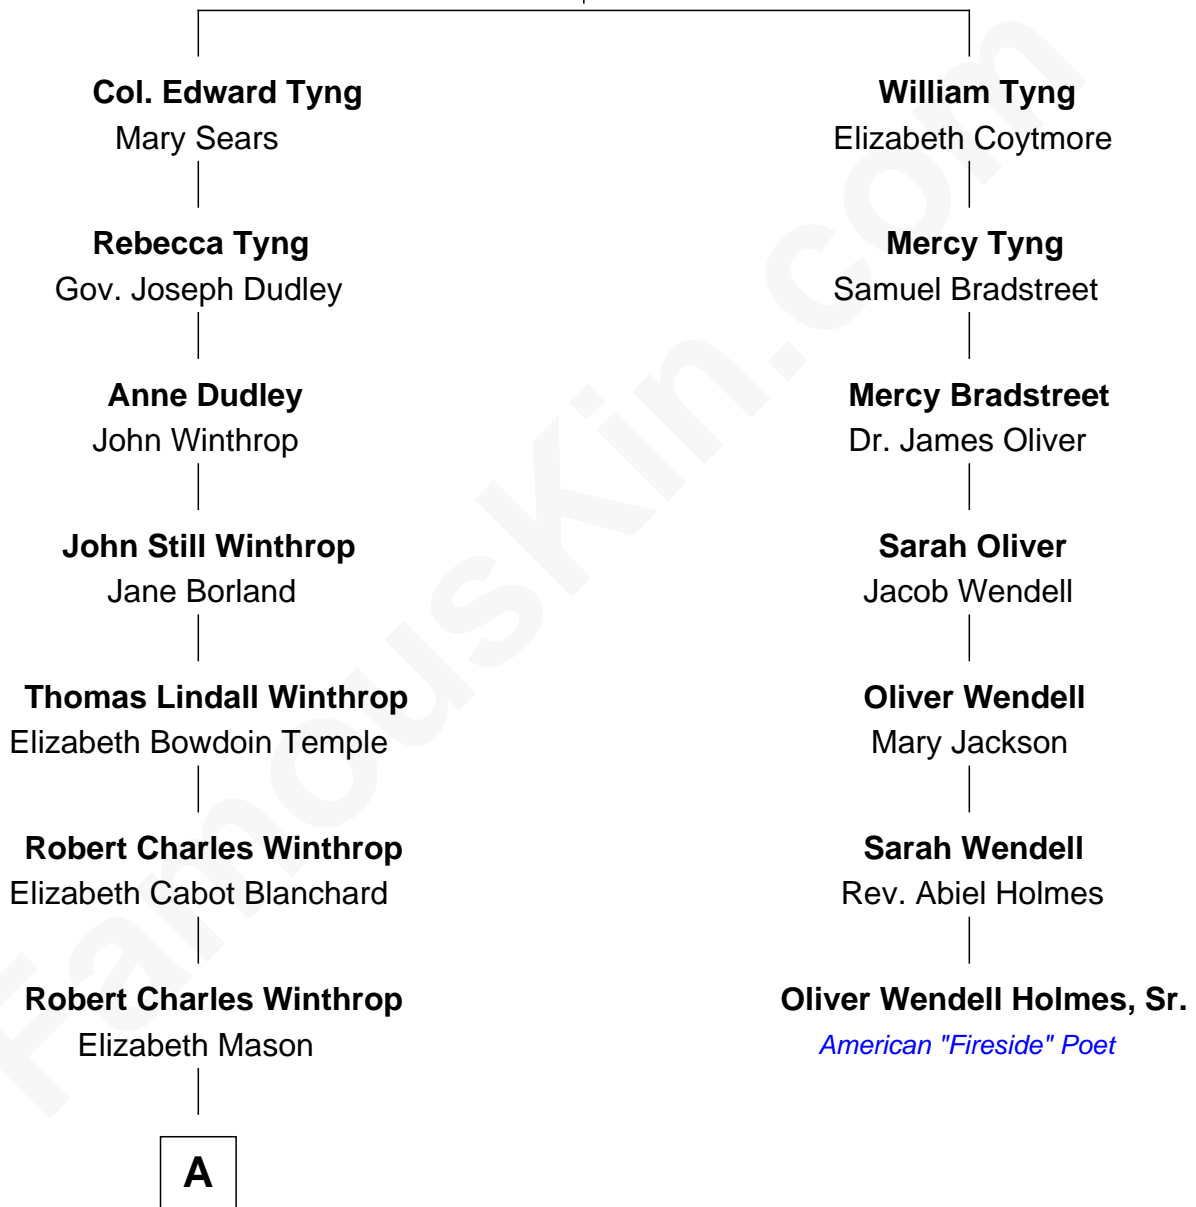 Col. Edward Tyng
Mary Sears
Rebecca Tyng
Gov. Joseph Dudley
Anne Dudley
John Winthrop
John Still Winthrop
Jane Borland
Thomas Lindall Winthrop
Elizabeth Bowdoin Temple
Robert Charles Winthrop
Elizabeth Cabot Blanchard
Robert Charles Winthrop
Elizabeth Mason
A
William Tyng
Elizabeth Coytmore
Mercy Tyng
Samuel Bradstreet
Mercy Bradstreet
Dr. James Oliver
Sarah Oliver
Jacob Wendell
Oliver Wendell
Mary Jackson
Sarah Wendell
Rev. Abiel Holmes
Oliver Wendell Holmes, Sr.
American "Fireside" Poet
FamousKin.com